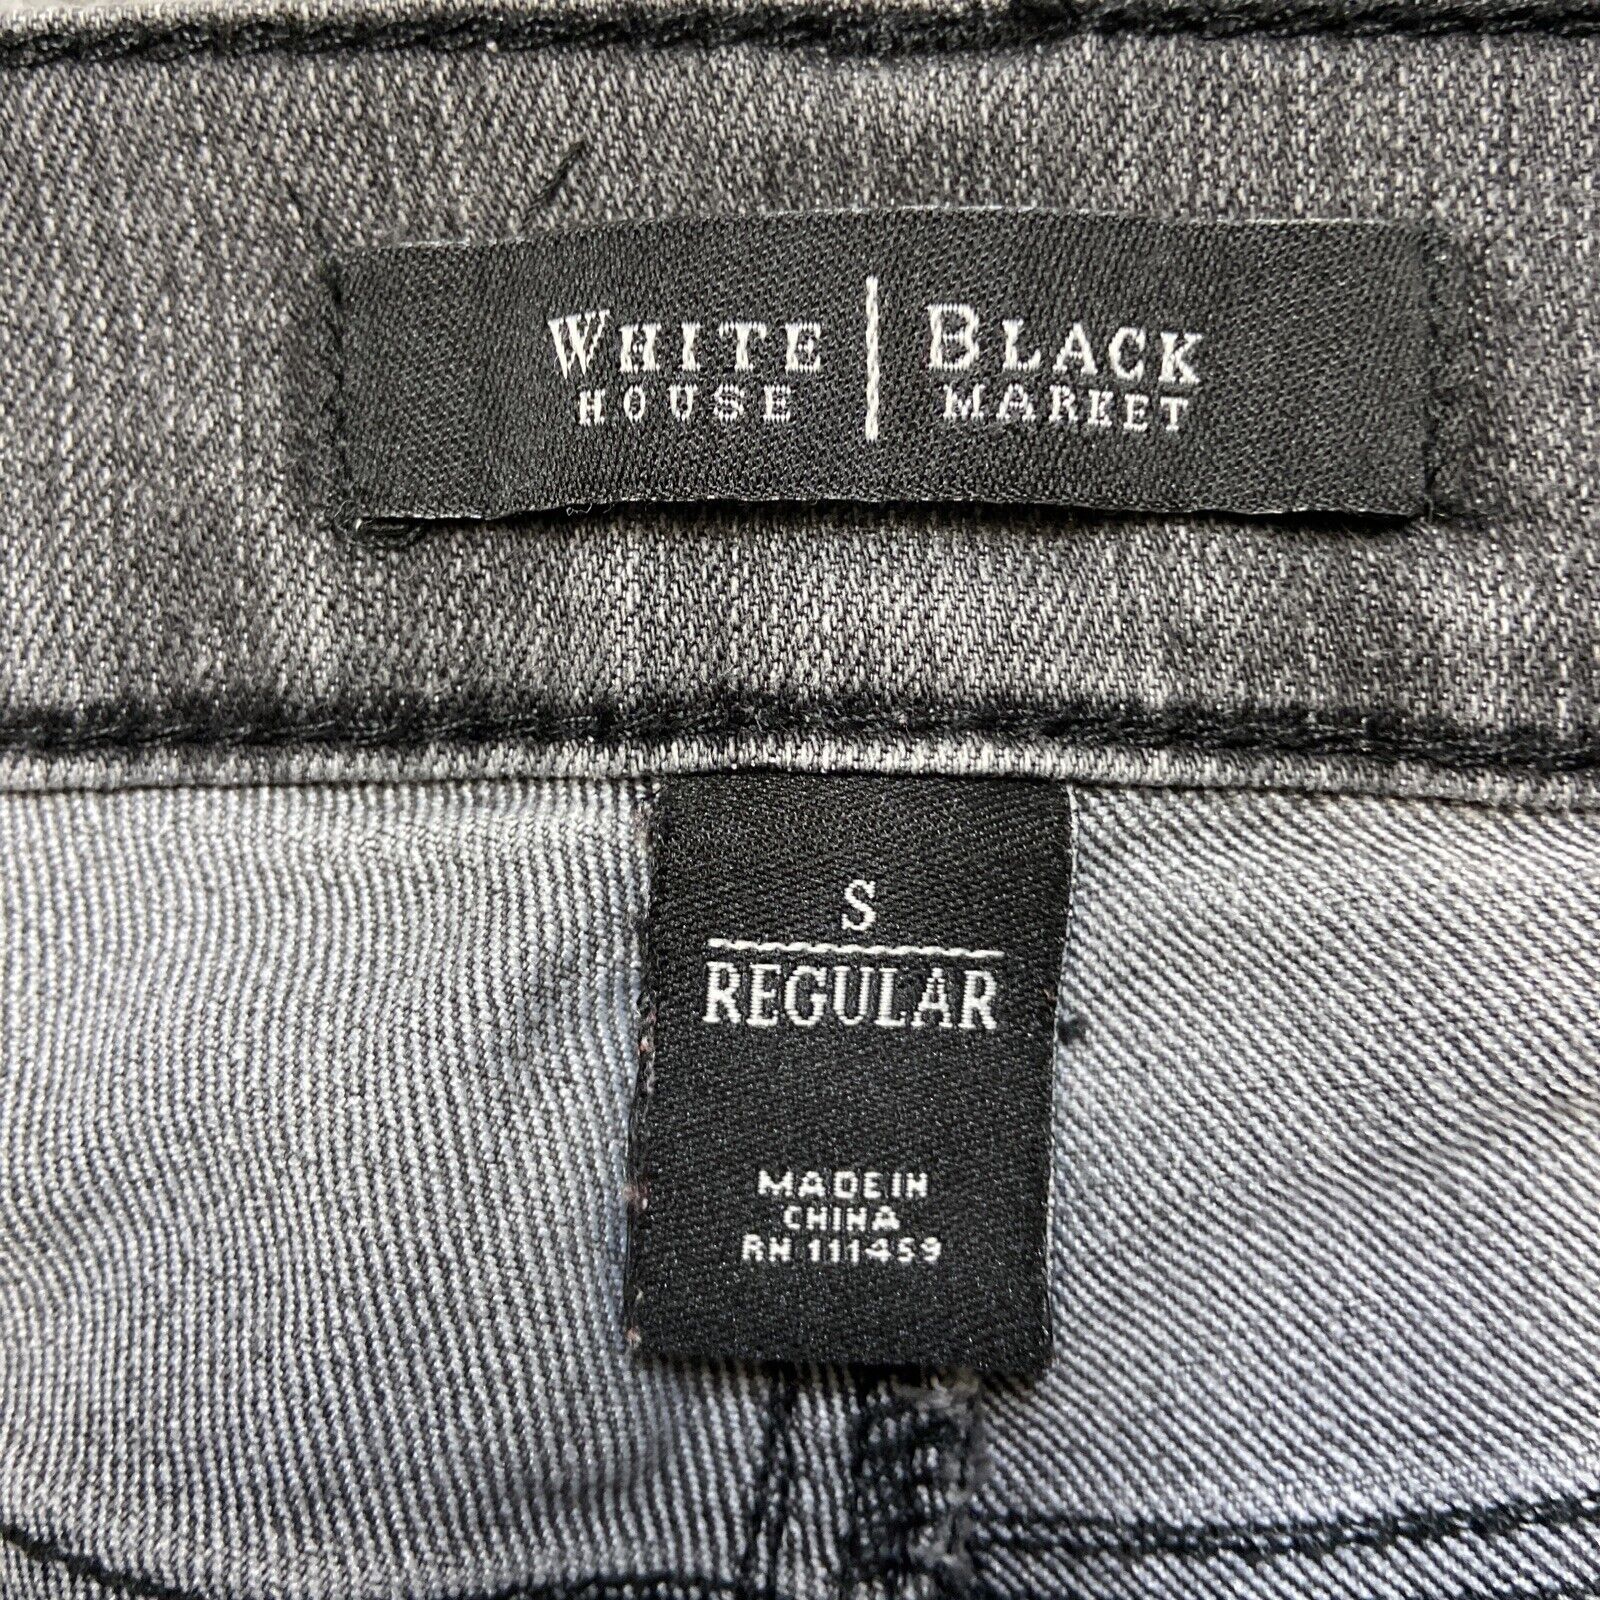 WHITE | BLACK
HOUSE | MARKET
S
REGULAR
MADE IN
CHINA
RN 111459